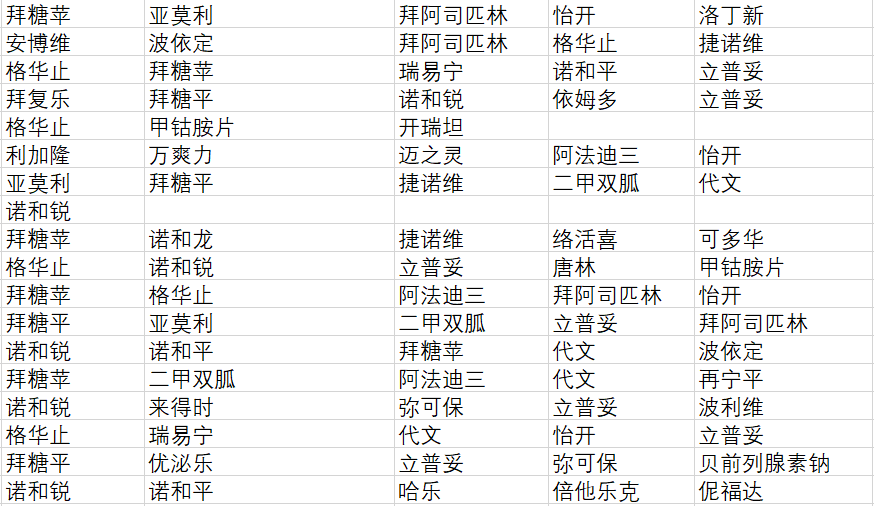 拜糖苹 亚莫利 拜阿司匹林 怡开 洛丁新
安博维 波依定 拜阿司匹林 格华止 捷诺维
格华止 拜糖苹 瑞易宁 诺和平 立普妥
拜复乐 拜糖平 诺和锐 依姆多 立普妥
格华止 甲钴胺片 开瑞坦
利加隆 万爽力 迈之灵 阿法迪三 怡开
亚莫利 拜糖平 捷诺维 二甲双胍 代文
诺和锐
拜糖苹 诺和龙 捷诺维 络活喜 可多华
格华止 诺和锐 立普妥 唐林 甲钴胺片
拜糖苹 格华止 阿法迪三 拜阿司匹林 怡开
拜糖平 亚莫利 二甲双胍 立普妥 拜阿司匹林
诺和锐 诺和平 拜糖苹 代文 波依定
拜糖苹 二甲双胍 阿法迪三 代文 再宁平
诺和锐 来得时 弥可保 立普妥 波利维
格华止 瑞易宁 代文 怡开 立普妥
拜糖平 优泌乐 立普妥 弥可保 贝前列腺素钠
诺和锐 诺和平 哈乐 倍他乐克 伲福达